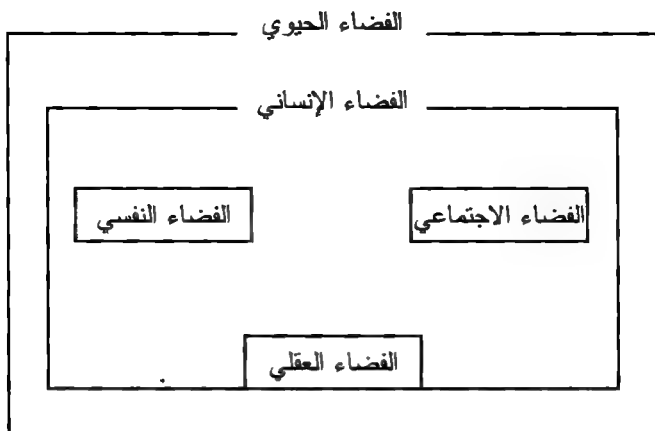 الفضاء الحيوي
الفضاء الإنساني
الفضاء الاجتماعي
الفضاء النفسي
الفضاء العقلي